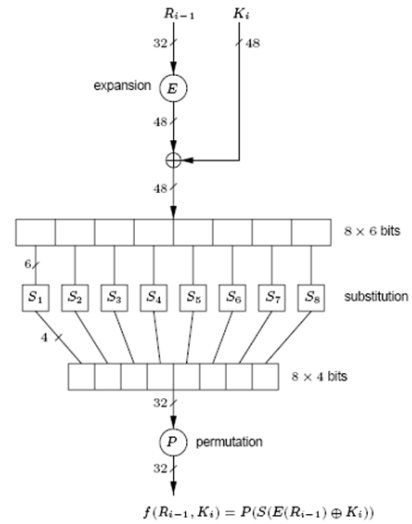 R_{i−1} K_i
32 48
expansion E
48
⊕
48
8 × 6 bits
6
S_1 S_2 S_3 S_4 S_5 S_6 S_7 S_8 substitution
4
8 × 4 bits
32
P permutation
32
f(R_{i−1}, K_i) = P(S(E(R_{i−1}) ⊕ K_i))